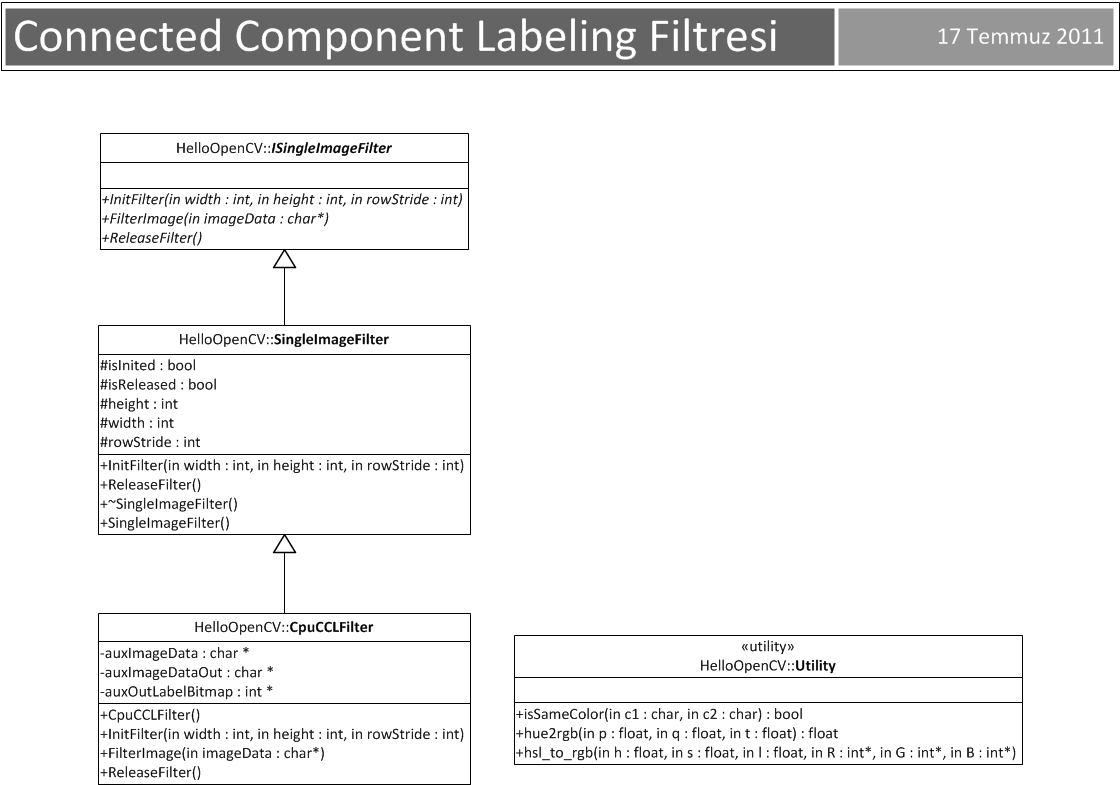 Connected Component Labeling Filtresi
17 Temmuz 2011
HelloOpenCV::ISingleImageFilter
+InitFilter(in width : int, in height : int, in rowStride : int)
+FilterImage(in imageData : char*)
+ReleaseFilter()
HelloOpenCV::SingleImageFilter
#isInited : bool
#isReleased : bool
#height : int
#width : int
#rowStride : int
+InitFilter(in width : int, in height : int, in rowStride : int)
+ReleaseFilter()
+~SingleImageFilter()
+SingleImageFilter()
HelloOpenCV::CpuCCLFilter
-auxImageData : char *
-auxImageDataOut : char *
-auxOutLabelBitmap : int *
+CpuCCLFilter()
+InitFilter(in width : int, in height : int, in rowStride : int)
+FilterImage(in imageData : char*)
+ReleaseFilter()
«utility»
HelloOpenCV::Utility
+isSameColor(in c1 : char, in c2 : char) : bool
+hue2rgb(in p : float, in q : float, in t : float) : float
+hsl_to_rgb(in h : float, in s : float, in l : float, in R : int*, in G : int*, in B : int*)